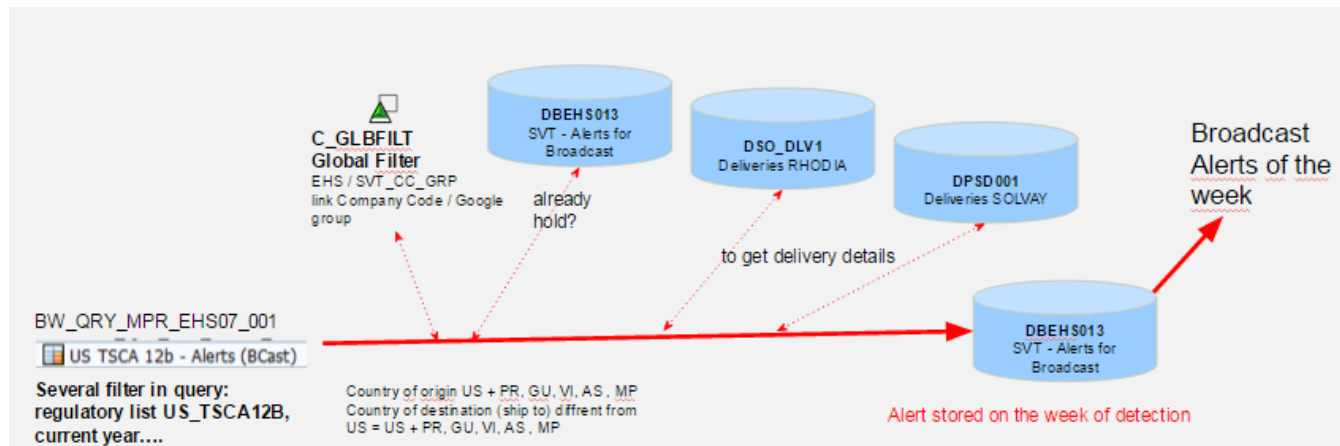 C_GLBFILT
Global Filter
EHS / SVT_CC_GRP
link Company Code / Google
group
DBEHS013
SVT - Alerts for
Broadcast
already
hold?
DSO_DLV1
Deliveries RHODIA
DPSD001
Deliveries SOLVAY
to get delivery details
Broadcast
Alerts of the
week
BW_QRY_MPR_EHS07_001
US TSCA 12b - Alerts (BCast)
Several filter in query:
regulatory list US_TSCA12B,
current year....
Country of origin US + PR, GU, VI, AS , MP
Country of destination (ship to) diffrent from
US = US + PR, GU, VI, AS , MP
DBEHS013
SVT - Alerts for
Broadcast
Alert stored on the week of detection